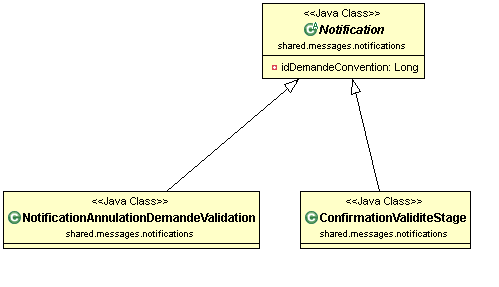 <<Java Class>>
Notification
shared.messages.notifications
idDemandeConvention: Long
<<Java Class>>
NotificationAnnulationDemandeValidation
shared.messages.notifications
<<Java Class>>
ConfirmationValiditeStage
shared.messages.notifications